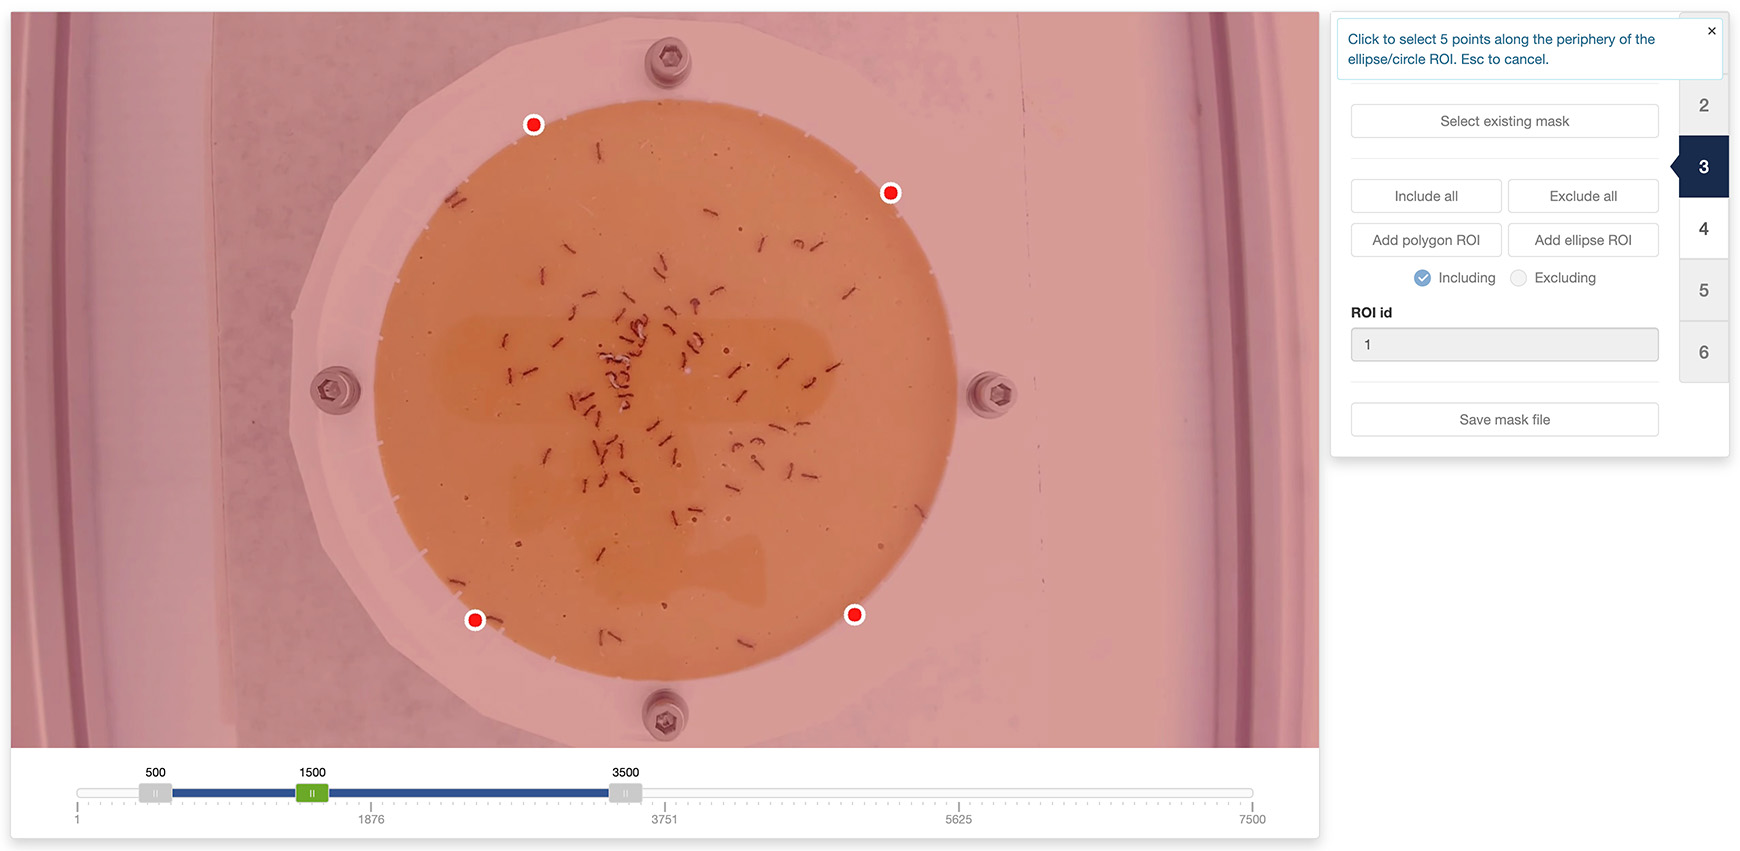 Click to select 5 points along the periphery of the
ellipse/circle ROI. Esc to cancel.
×
2
Select existing mask
3
Include all Exclude all
4
Add polygon ROI Add ellipse ROI
Including Excluding
5
ROI id
1
6
Save mask file
500 1500 3500
1 1876 3751 5625 7500